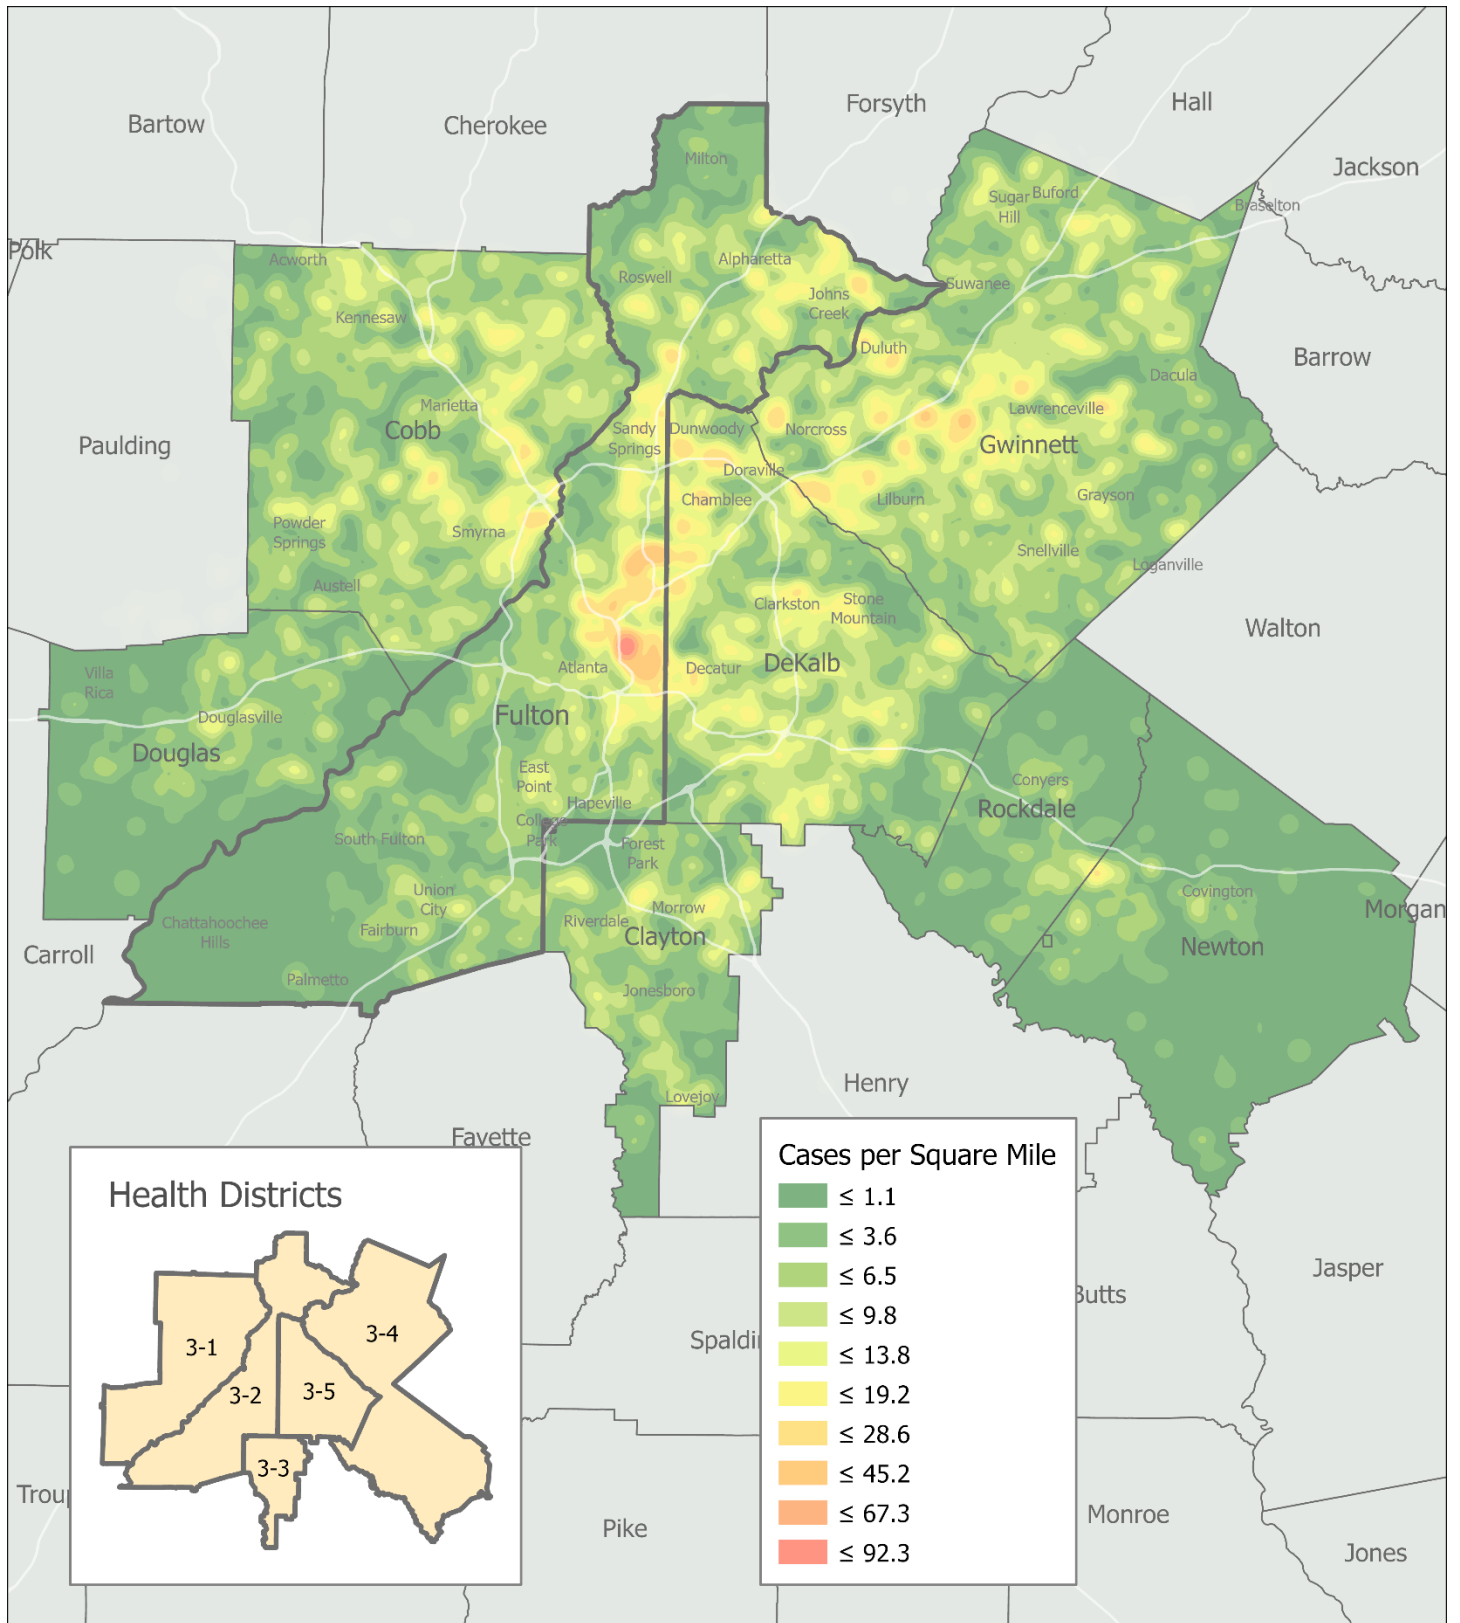 Forsyth
Hall
Bartow
Cherokee
Milton
Jackson
Sugar
Hill
Buford
Braselton
Polk
Acworth
Roswell
Alpharetta
Johns
Creek
Suwanee
Kennesaw
Duluth
Barrow
Dacula
Marietta
Cobb
Lawrenceville
Paulding
Sandy
Springs
Dunwoody
Norcross
Gwinnett
Doraville
Chamblee
Lilburn
Grayson
Powder
Springs
Smyrna
Snellville
Loganville
Austell
Clarkston
Stone
Mountain
Walton
Villa
Rica
Atlanta
Decatur
DeKalb
Douglasville
Fulton
Douglas
East
Point
Conyers
Rockdale
Hapeville
College
Park
South Fulton
Forest
Park
Union
City
Covington
Morgan
Chattahoochee
Hills
Fairburn
Riverdale
Morrow
Clayton
Newton
Carroll
Palmetto
Jonesboro
Henry
Lovejoy
Fayette
Health Districts
3-1
3-4
3-2
3-5
3-3
Cases per Square Mile
≤ 1.1
≤ 3.6
≤ 6.5
≤ 9.8
≤ 13.8
≤ 19.2
≤ 28.6
≤ 45.2
≤ 67.3
≤ 92.3
Jasper
Butts
Spaldi
Troup
Pike
Monroe
Jones